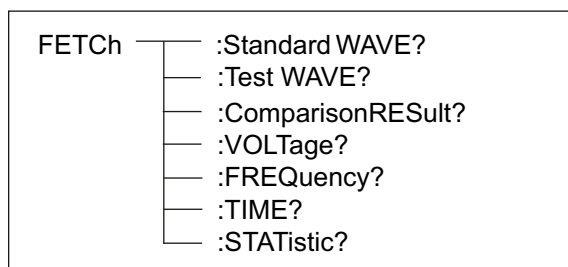 FETCh :Standard WAVE?
:Test WAVE?
:ComparisonRESult?
:VOLTage?
:FREQuency?
:TIME?
:STATistic?